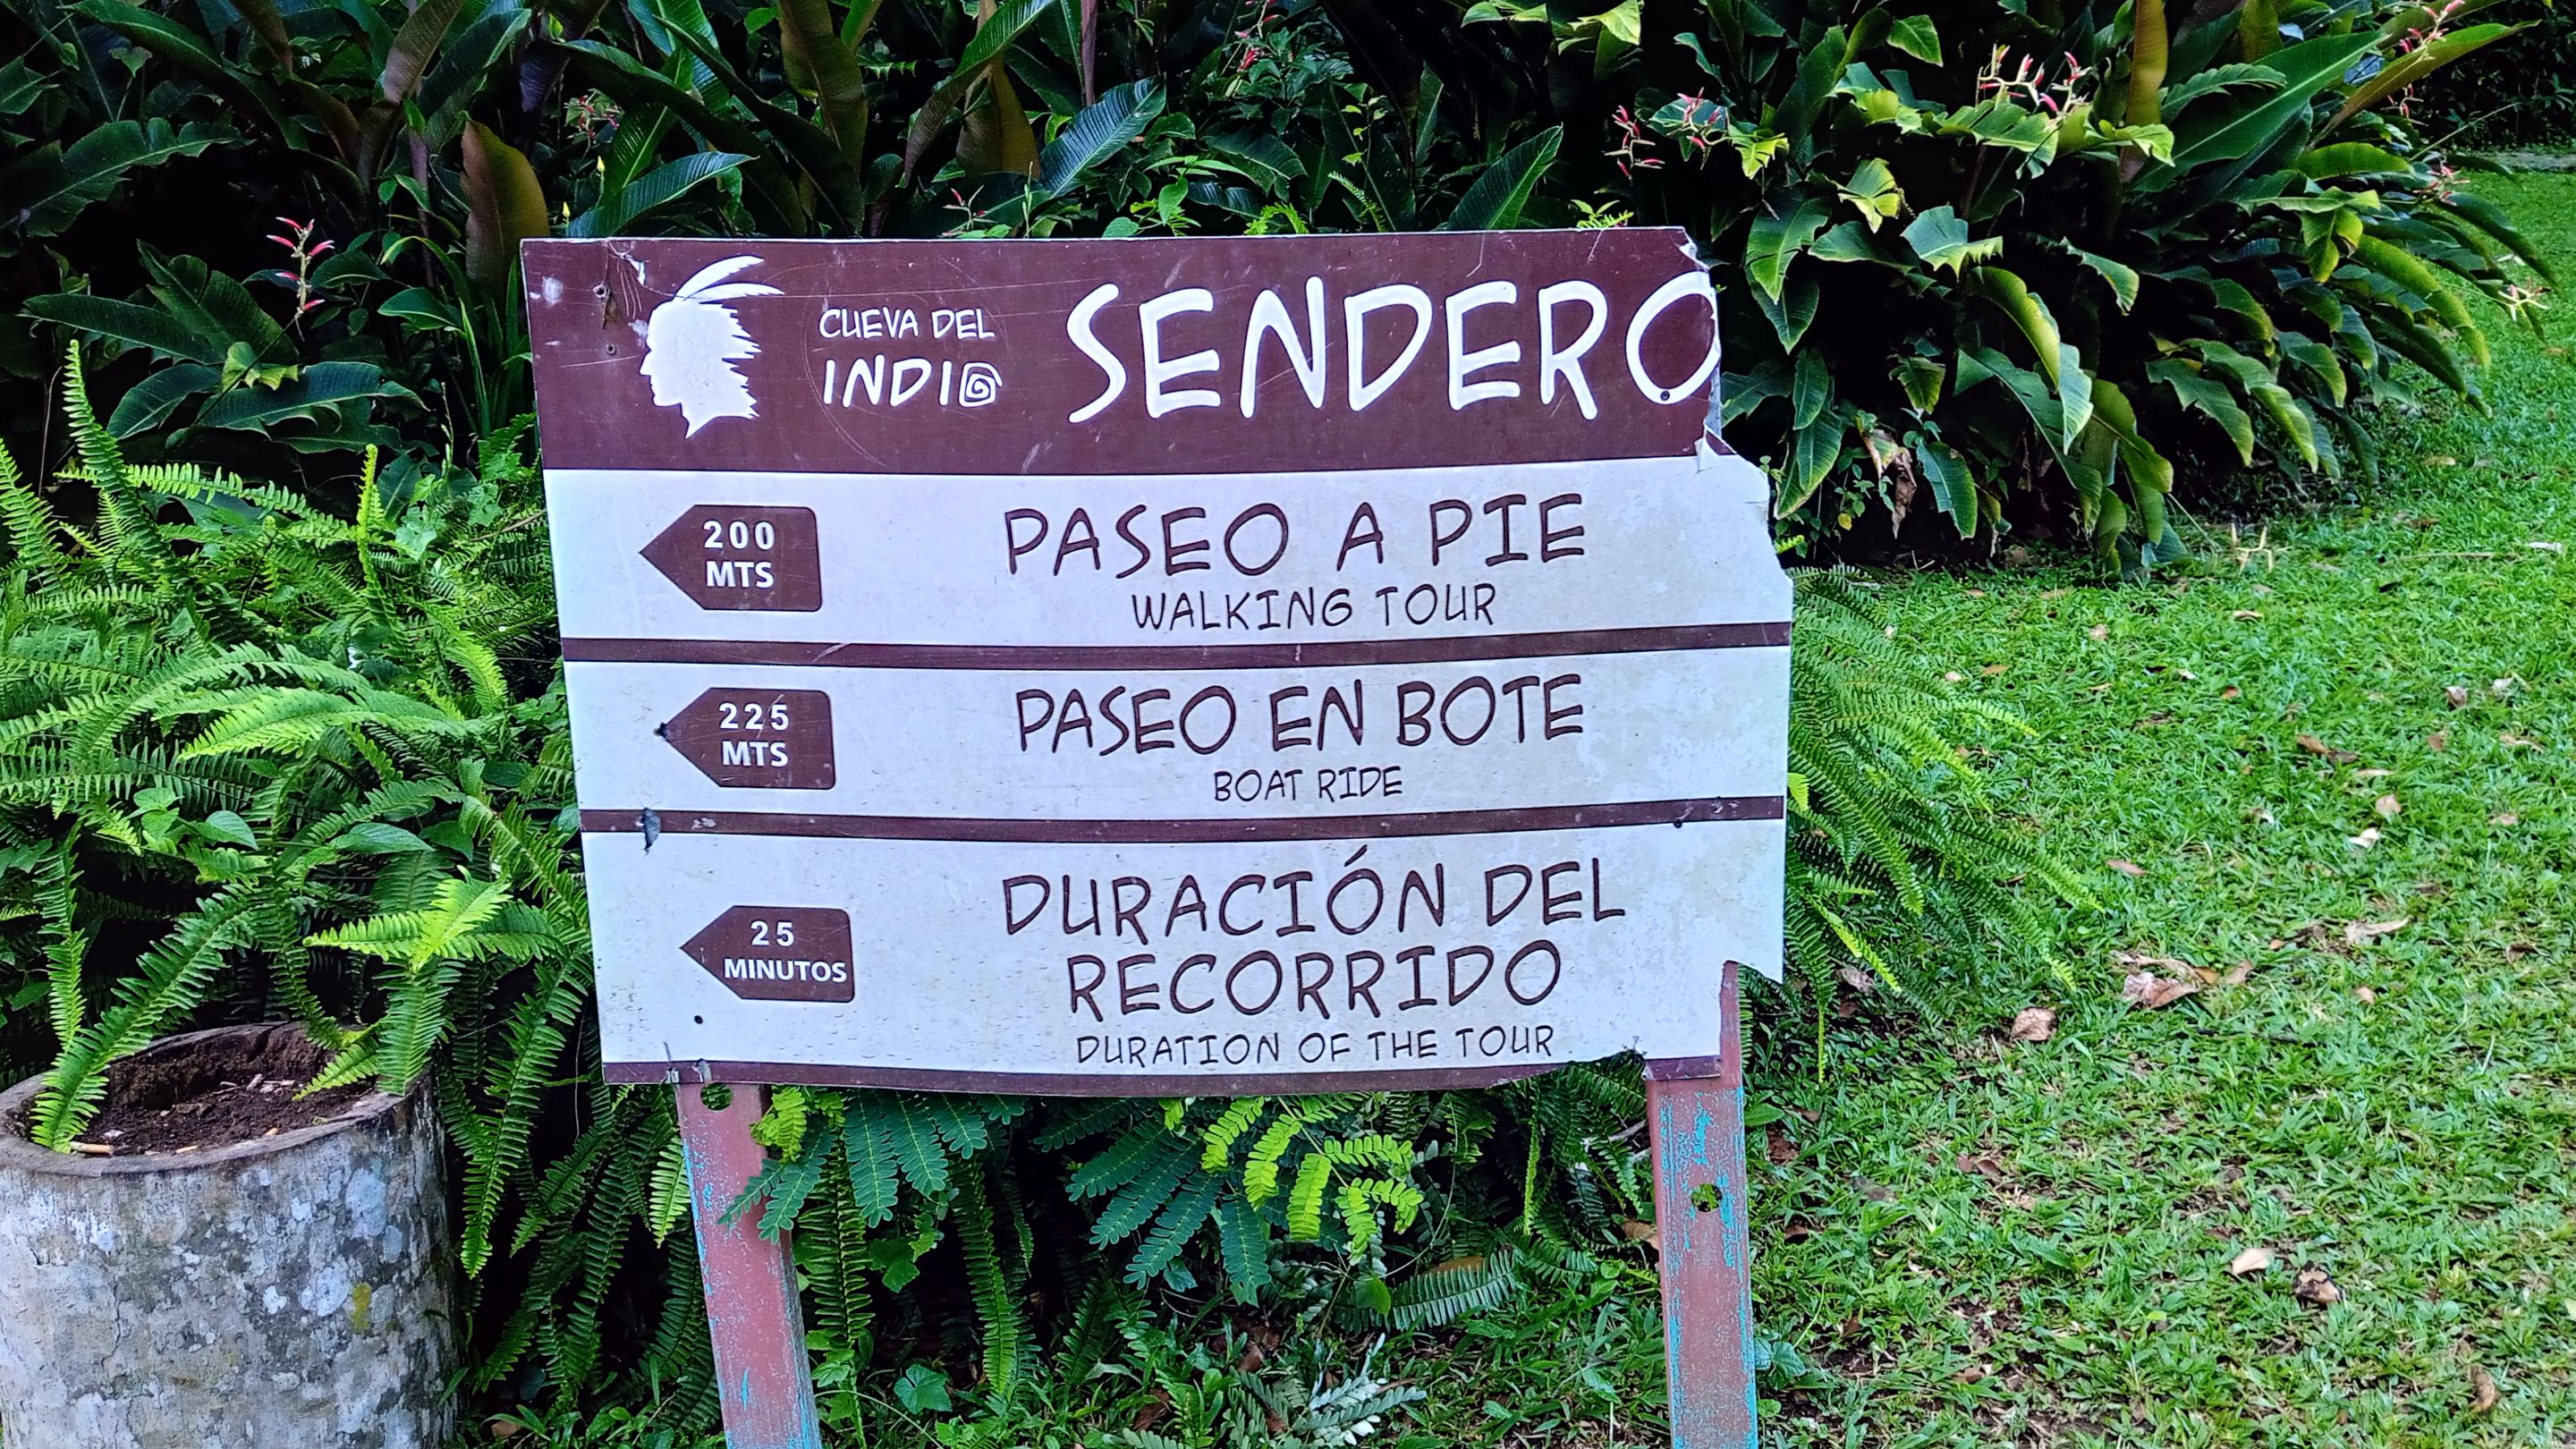 CUEVA DEL
INDIO
SENDERO
200
MTS
PASEO A PIE
WALKING TOUR
225
MTS
PASEO EN BOTE
BOAT RIDE
25
MINUTOS
DURACIÓN DEL
RECORRIDO
DURATION OF THE TOUR